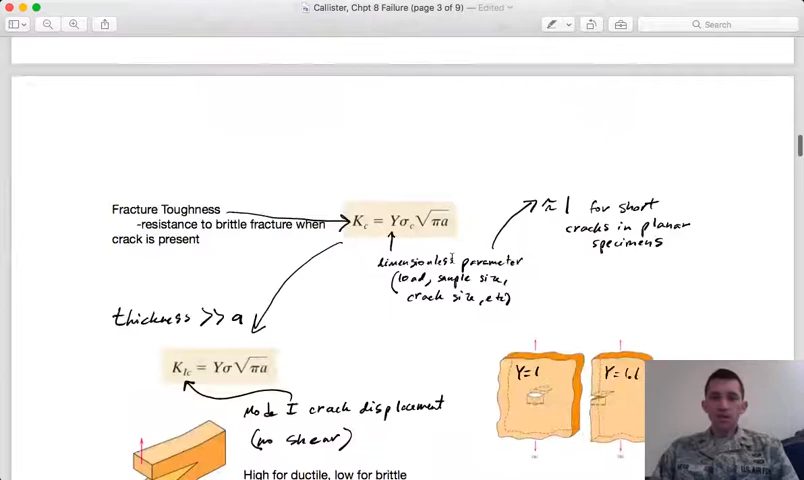 Callister, Chpt 8 Failure (page 3 of 9) — Edited
Search
Fracture Toughness
-resistance to brittle fracture when
crack is present
K_c = Yσ_c√πa
≈ 1 for short
cracks in planar
specimens
dimensionless parameter
(load, sample size,
crack size, etc)
thickness >> a
K_Ic = Yσ√πa
Mode I crack displacement
(no shear)
Y=1
Y=1.1
High for ductile, low for brittle
U.S. AIR F